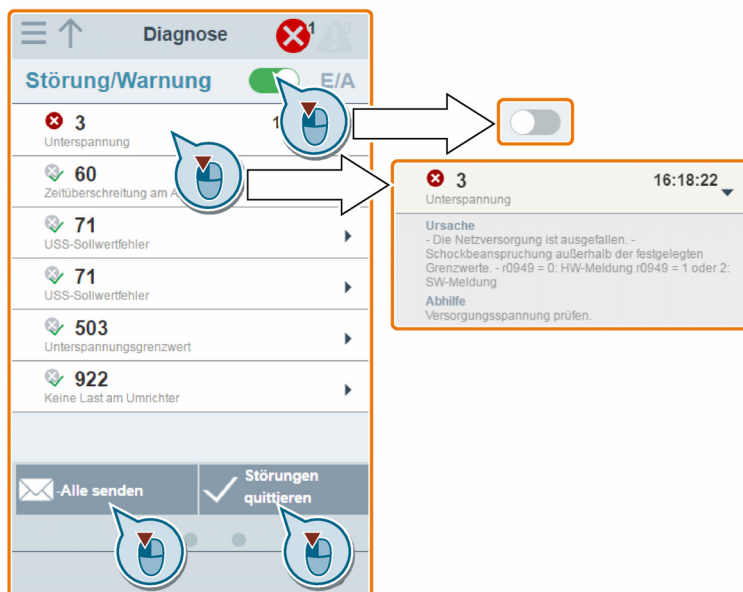 Diagnose
1
Störung/Warnung
E/A
3
1
Unterspannung
60
Zeitüberschreitung am
71
USS-Sollwertfehler
71
USS-Sollwertfehler
503
Unterspannungsgrenzwert
922
Keine Last am Umrichter
-Alle senden
Störungen
quittieren
3
16:18:22
Unterspannung
Ursache
- Die Netzversorgung ist ausgefallen. -
Schockbeanspruchung außerhalb der festgelegten
Grenzwerte. - r0949 = 0: HW-Meldung r0949 = 1 oder 2:
SW-Meldung
Abhilfe
Versorgungsspannung prüfen.